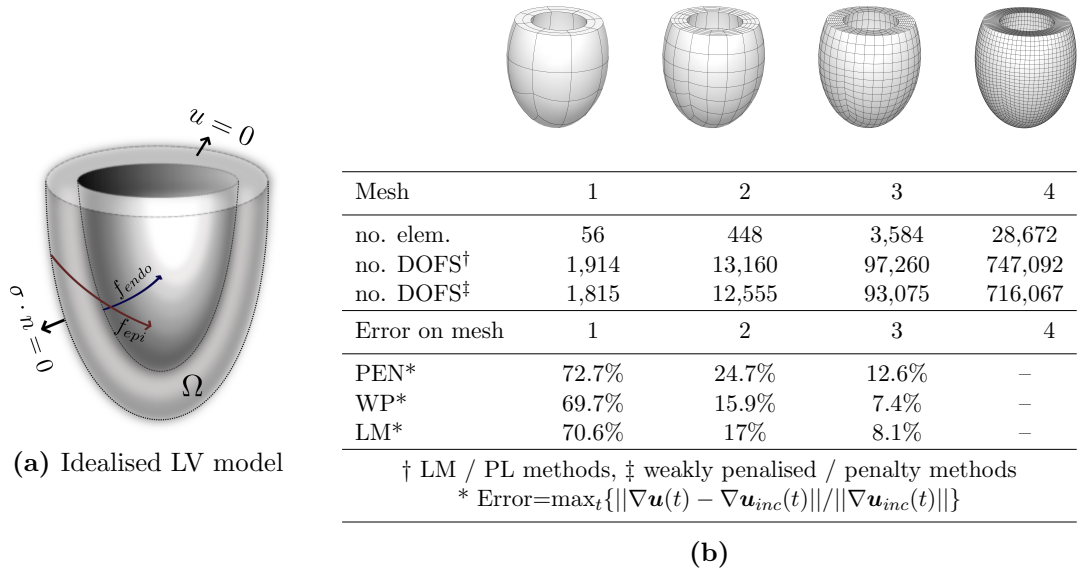 u = 0
f_endo
f_epi
σ · n = 0
Ω
(a) Idealised LV model
Mesh 1 2 3 4
no. elem. 56 448 3,584 28,672
no. DOFS† 1,914 13,160 97,260 747,092
no. DOFS‡ 1,815 12,555 93,075 716,067
Error on mesh 1 2 3 4
PEN* 72.7% 24.7% 12.6% –
WP* 69.7% 15.9% 7.4% –
LM* 70.6% 17% 8.1% –
† LM / PL methods, ‡ weakly penalised / penalty methods
* Error=max_t{||∇u(t) − ∇u_inc(t)||/||∇u_inc(t)||}
(b)